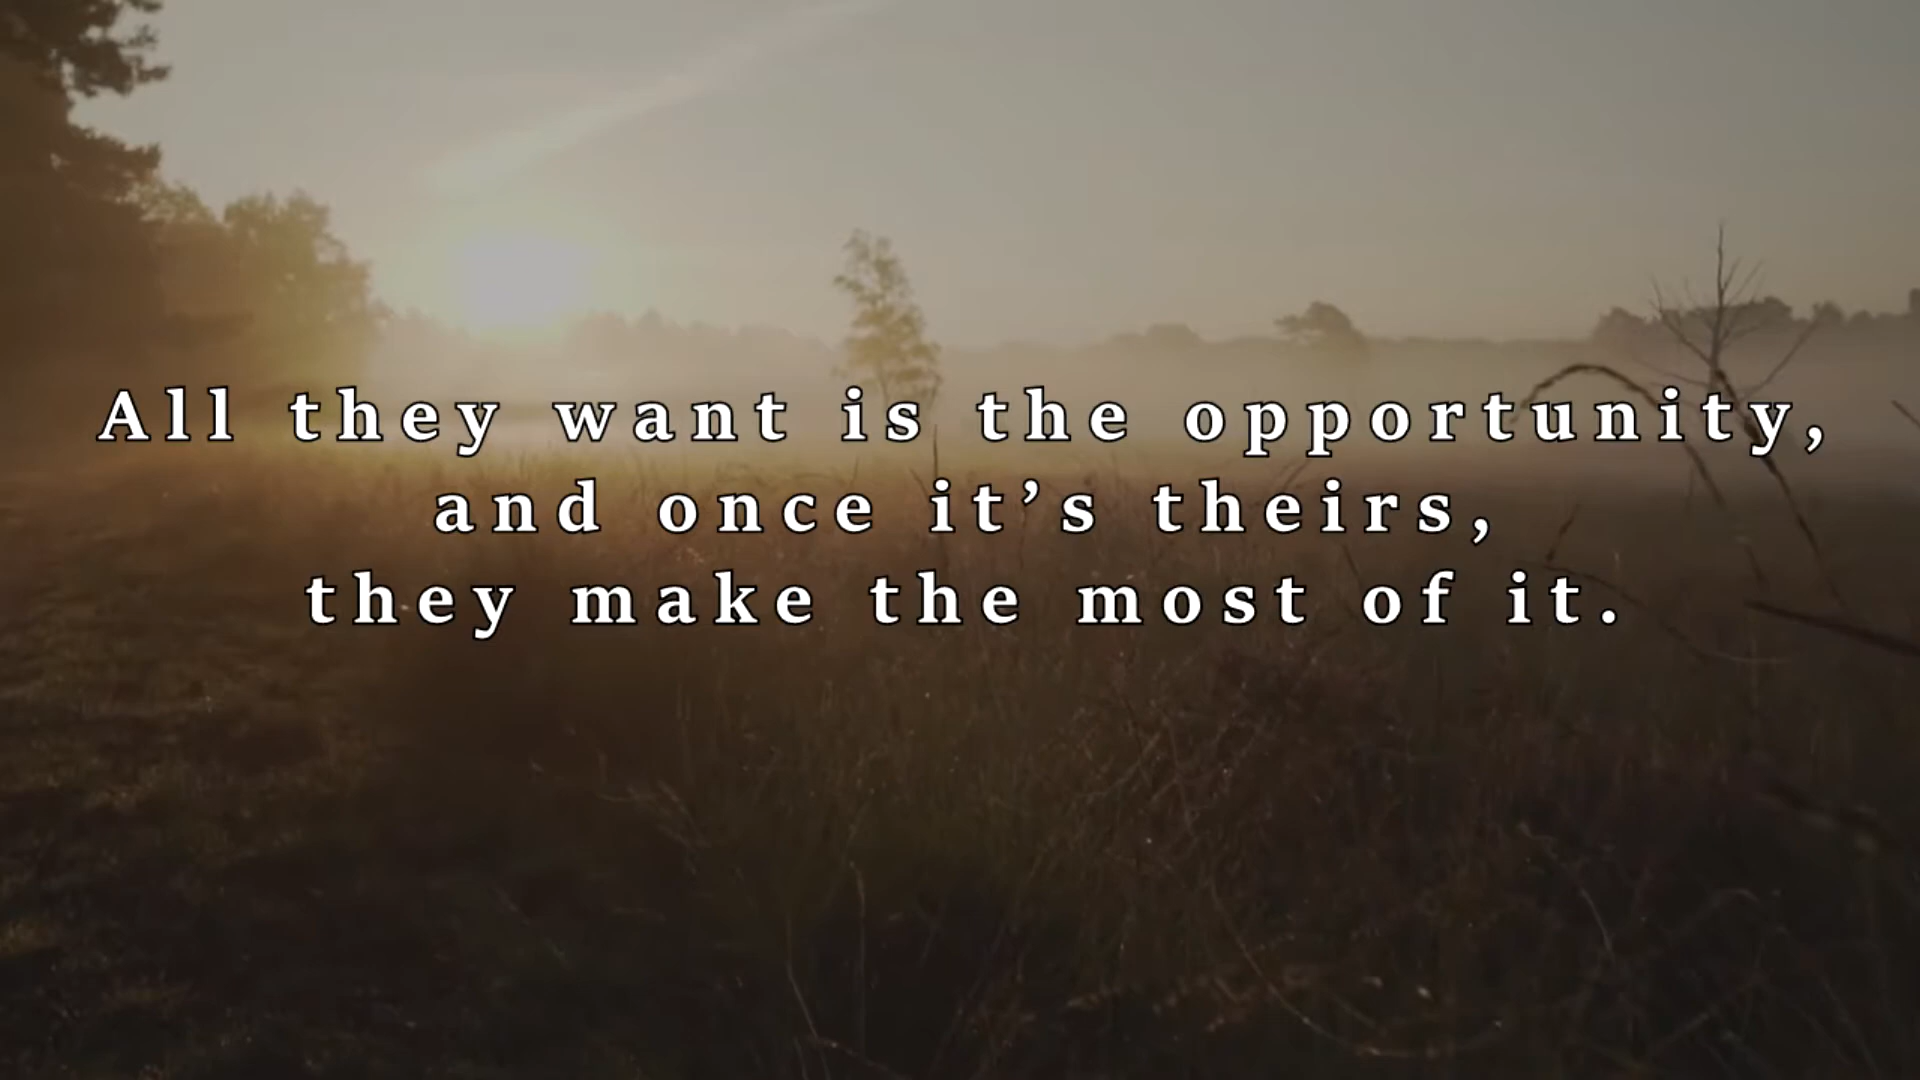 All they want is the opportunity,
and once it’s theirs,
they make the most of it.